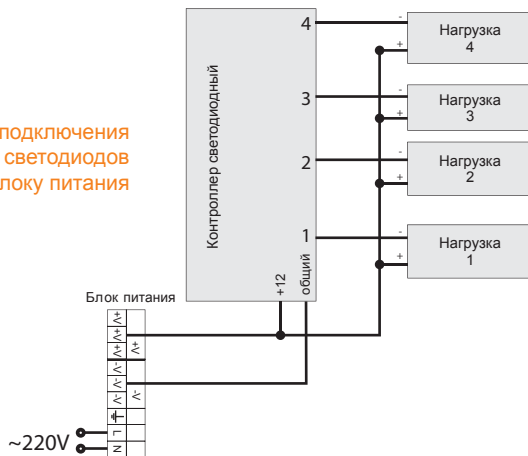 подключения
светодиодов
локу питания
Контроллер светодиодный
4
3
2
1
+12
общий
-
+
Нагрузка
4
-
+
Нагрузка
3
-
+
Нагрузка
2
-
+
Нагрузка
1
Блок питания
+V
+V
+V
-V
-V
-V
L
N
+V
-V
~220V